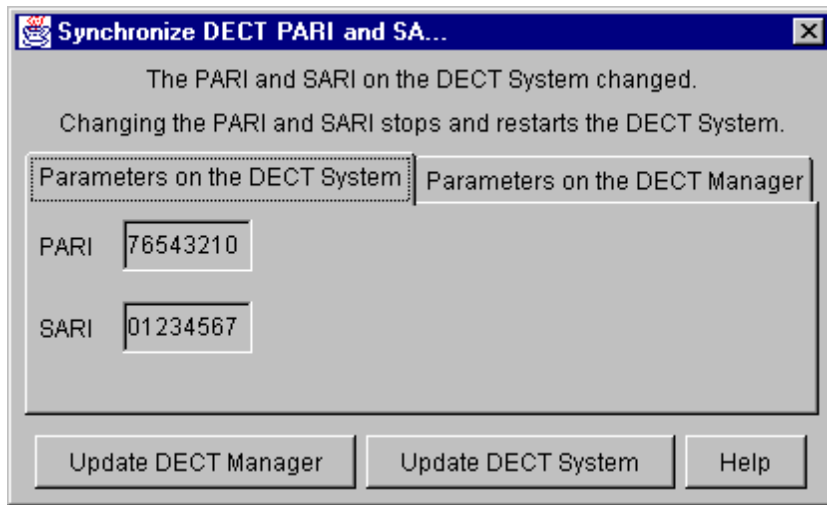 Synchronize DECT PARI and SA...
The PARI and SARI on the DECT System changed.
Changing the PARI and SARI stops and restarts the DECT System.
Parameters on the DECT System Parameters on the DECT Manager
PARI 76543210
SARI 01234567
Update DECT Manager Update DECT System Help